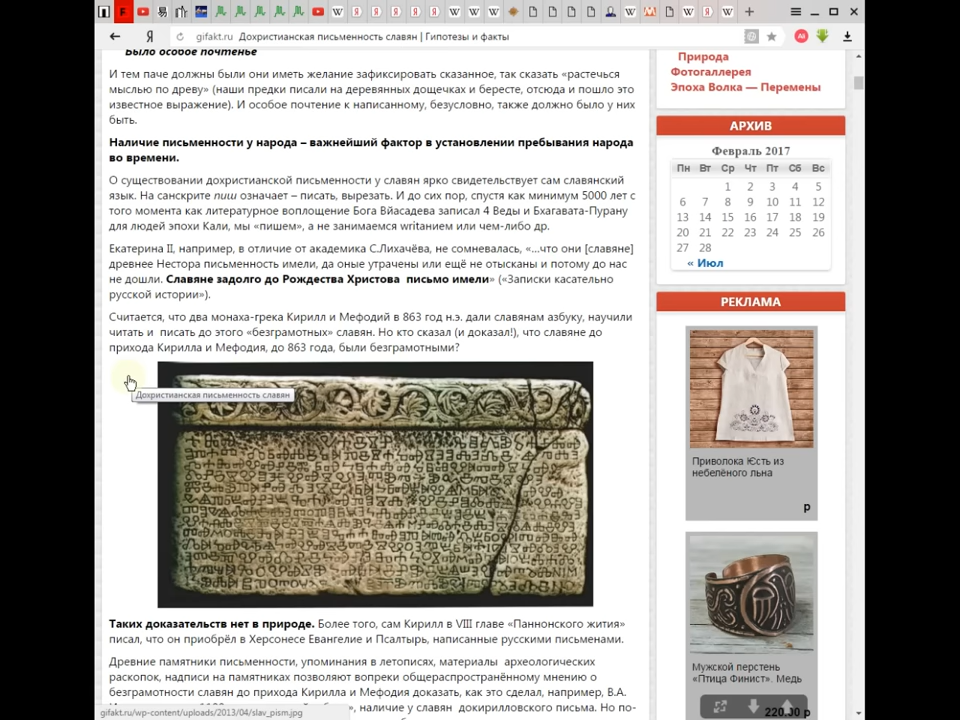 gifakt.ru Дохристианская письменность славян | Гипотезы и факты
было особое почтенье
И тем паче должны были они иметь желание зафиксировать сказанное, так сказать «растечься
мыслью по древу» (наши предки писали на деревянных дощечках и бересте, отсюда и пошло это
известное выражение). И особое почтение к написанному, безусловно, также должно было у них
быть.
Наличие письменности у народа – важнейший фактор в установлении пребывания народа
во времени.
О существовании дохристианской письменности у славян ярко свидетельствует сам славянский
язык. На санскрите пиш означает – писать, вырезать. И до сих пор, спустя как минимум 5000 лет с
того момента как литературное воплощение Бога Вйасадева записал 4 Веды и Бхагавата-Пурану
для людей эпохи Кали, мы «пишем», а не занимаемся writанием или чем-либо др.
Екатерина II, например, в отличие от академика С.Лихачёва, не сомневалась, «…что они [славяне]
древнее Нестора письменность имели, да оные утрачены или ещё не отысканы и потому до нас
не дошли. Славяне задолго до Рождества Христова письмо имели» («Записки касательно
русской истории»).
Считается, что два монаха-грека Кирилл и Мефодий в 863 год н.э. дали славянам азбуку, научили
читать и писать до этого «безграмотных» славян. Но кто сказал (и доказал!), что славяне до
прихода Кирилла и Мефодия, до 863 года, были безграмотными?
Дохристианская письменность славян
Таких доказательств нет в природе. Более того, сам Кирилл в VIII главе «Паннонского жития»
писал, что он приобрёл в Херсонесе Евангелие и Псалтырь, написанные русскими письменами.
Древние памятники письменности, упоминания в летописях, материалы археологических
раскопок, надписи на памятниках позволяют вопреки общераспространённому мнению о
безграмотности славян до прихода Кирилла и Мефодия доказать, как это сделал, например, В.А.
наличие у славян докирилловского письма. Но по-
gifakt.ru/wp-content/uploads/2013/04/slav_pism.jpg
Природа
Фотогаллерея
Эпоха Волка — Перемены
АРХИВ
Февраль 2017
Пн Вт Ср Чт Пт Сб Вс
1 2 3 4 5
6 7 8 9 10 11 12
13 14 15 16 17 18 19
20 21 22 23 24 25 26
27 28
« Июл
РЕКЛАМА
Приволока Ѥсть из
небелёного льна
р
Мужской перстень
«Птица Финист». Медь
220.30 р